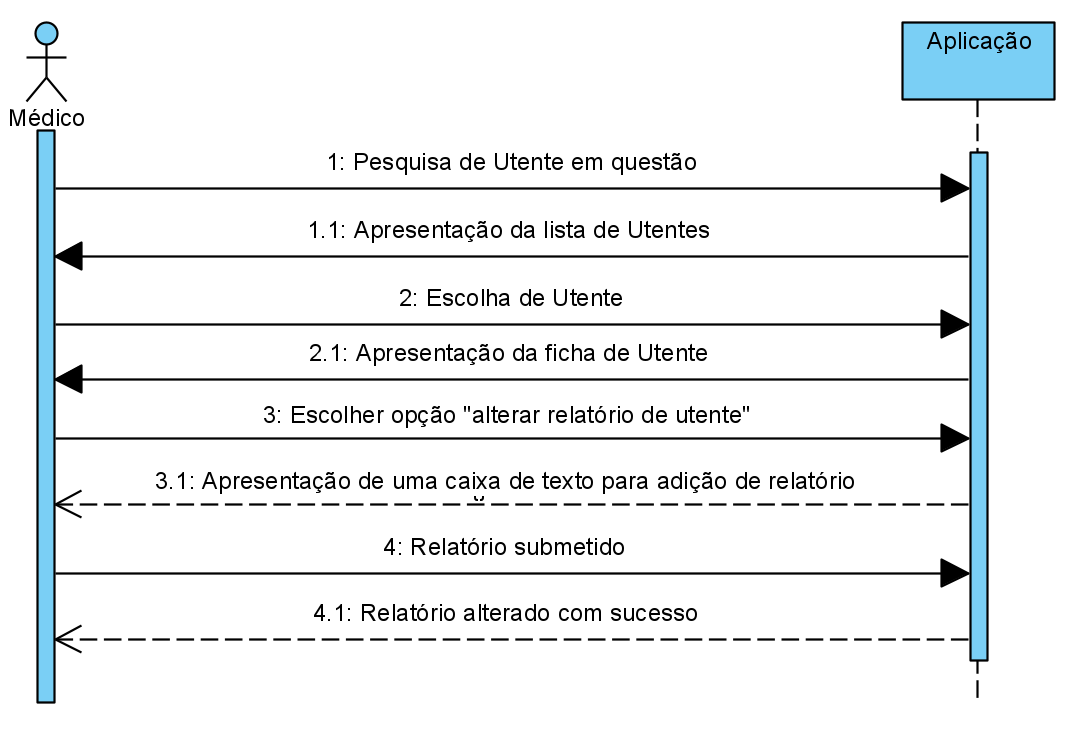 Aplicação
Médico
1: Pesquisa de Utente em questão
1.1: Apresentação da lista de Utentes
2: Escolha de Utente
2.1: Apresentação da ficha de Utente
3: Escolher opção "alterar relatório de utente"
3.1: Apresentação de uma caixa de texto para adição de relatório
4: Relatório submetido
4.1: Relatório alterado com sucesso